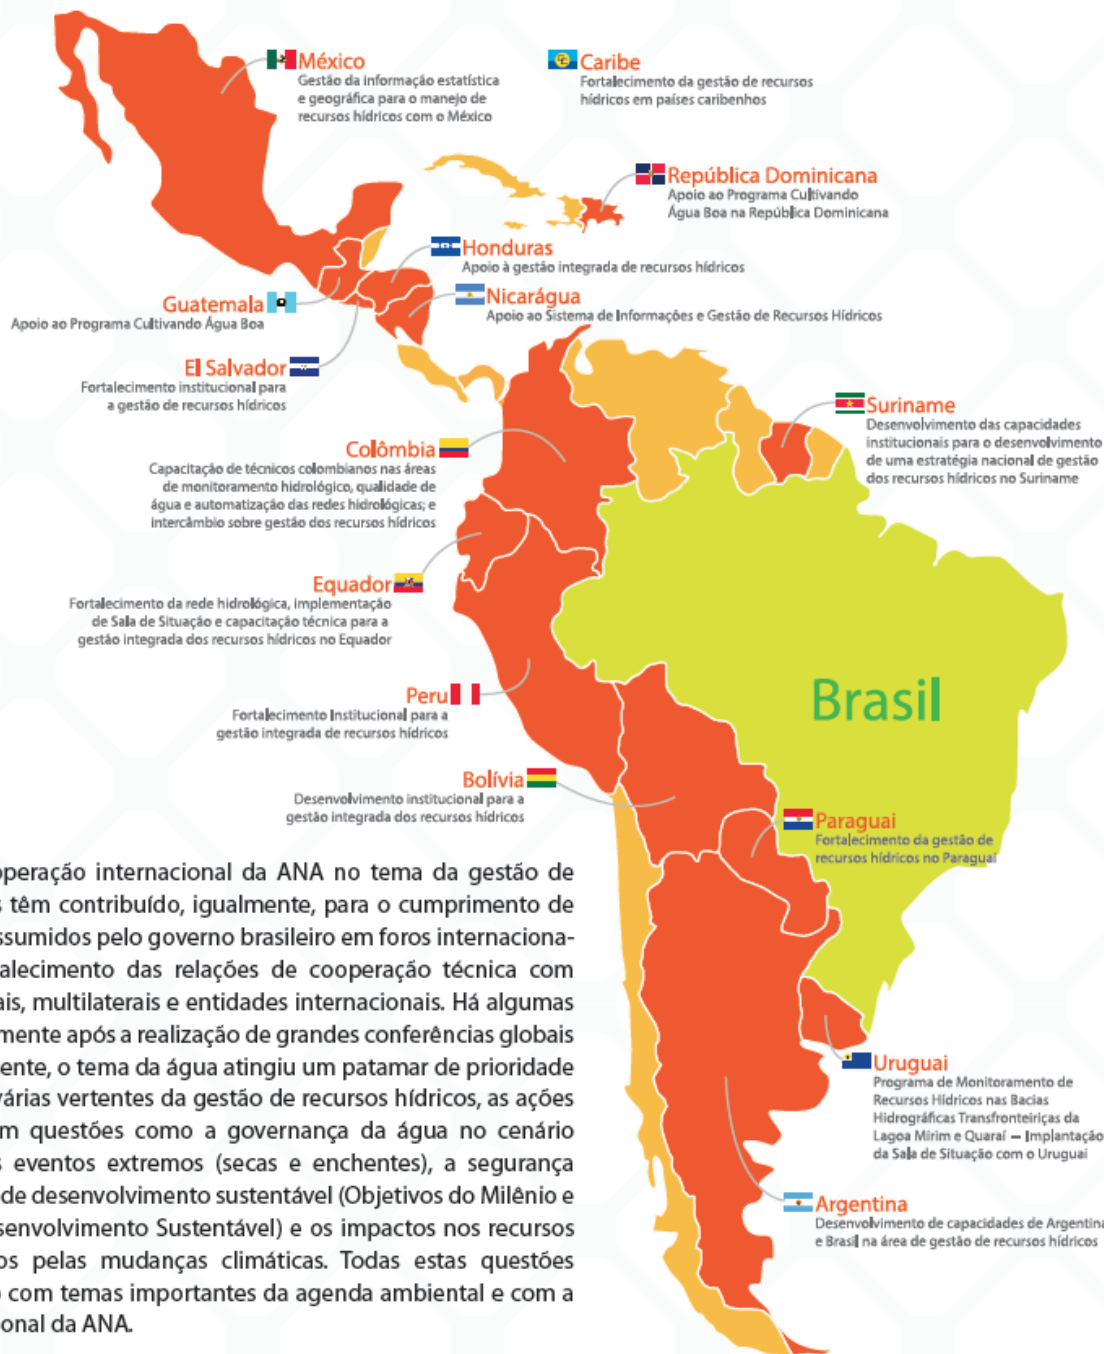 México
Gestão da informação estatística
e geográfica para o manejo de
recursos hídricos com o México
Caribe
Fortalecimento da gestão de recursos
hídricos em países caribenhos
República Dominicana
Apoio ao Programa Cultivando
Água Boa na República Dominicana
Honduras
Apoio à gestão integrada de recursos hídricos
Nicarágua
Apoio ao Sistema de Informações e Gestão de Recursos Hídricos
Guatemala
Apoio ao Programa Cultivando Água Boa
El Salvador
Fortalecimento institucional para
a gestão de recursos hídricos
Suriname
Desenvolvimento das capacidades
institucionais para o desenvolvimento
de uma estratégia nacional de gestão
dos recursos hídricos no Suriname
Colômbia
Capacitação de técnicos colombianos nas áreas
de monitoramento hidrológico, qualidade de
água e automatização das redes hidrológicas; e
intercâmbio sobre gestão dos recursos hídricos
Equador
Fortalecimento da rede hidrológica, implementação
de Sala de Situação e capacitação técnica para a
gestão integrada dos recursos hídricos no Equador
Brasil
Peru
Fortalecimento Institucional para a
gestão integrada de recursos hídricos
Bolívia
Desenvolvimento institucional para a
gestão integrada dos recursos hídricos
Paraguai
Fortalecimento da gestão de
recursos hídricos no Paraguai
Uruguai
Programa de Monitoramento de
Recursos Hídricos nas Bacias
Hidrográficas Transfronteiriças da
Lagoa Mirim e Quaraí – Implantação
da Sala de Situação com o Uruguai
Argentina
Desenvolvimento de capacidades de Argentina
e Brasil na área de gestão de recursos hídricos
operação internacional da ANA no tema da gestão de
s têm contribuído, igualmente, para o cumprimento de
ssumidos pelo governo brasileiro em foros internaciona-
talecimento das relações de cooperação técnica com
ais, multilaterais e entidades internacionais. Há algumas
mente após a realização de grandes conferências globais
ente, o tema da água atingiu um patamar de prioridade
várias vertentes da gestão de recursos hídricos, as ações
m questões como a governança da água no cenário
s eventos extremos (secas e enchentes), a segurança
de desenvolvimento sustentável (Objetivos do Milênio e
senvolvimento Sustentável) e os impactos nos recursos
os pelas mudanças climáticas. Todas estas questões
o com temas importantes da agenda ambiental e com a
onal da ANA.